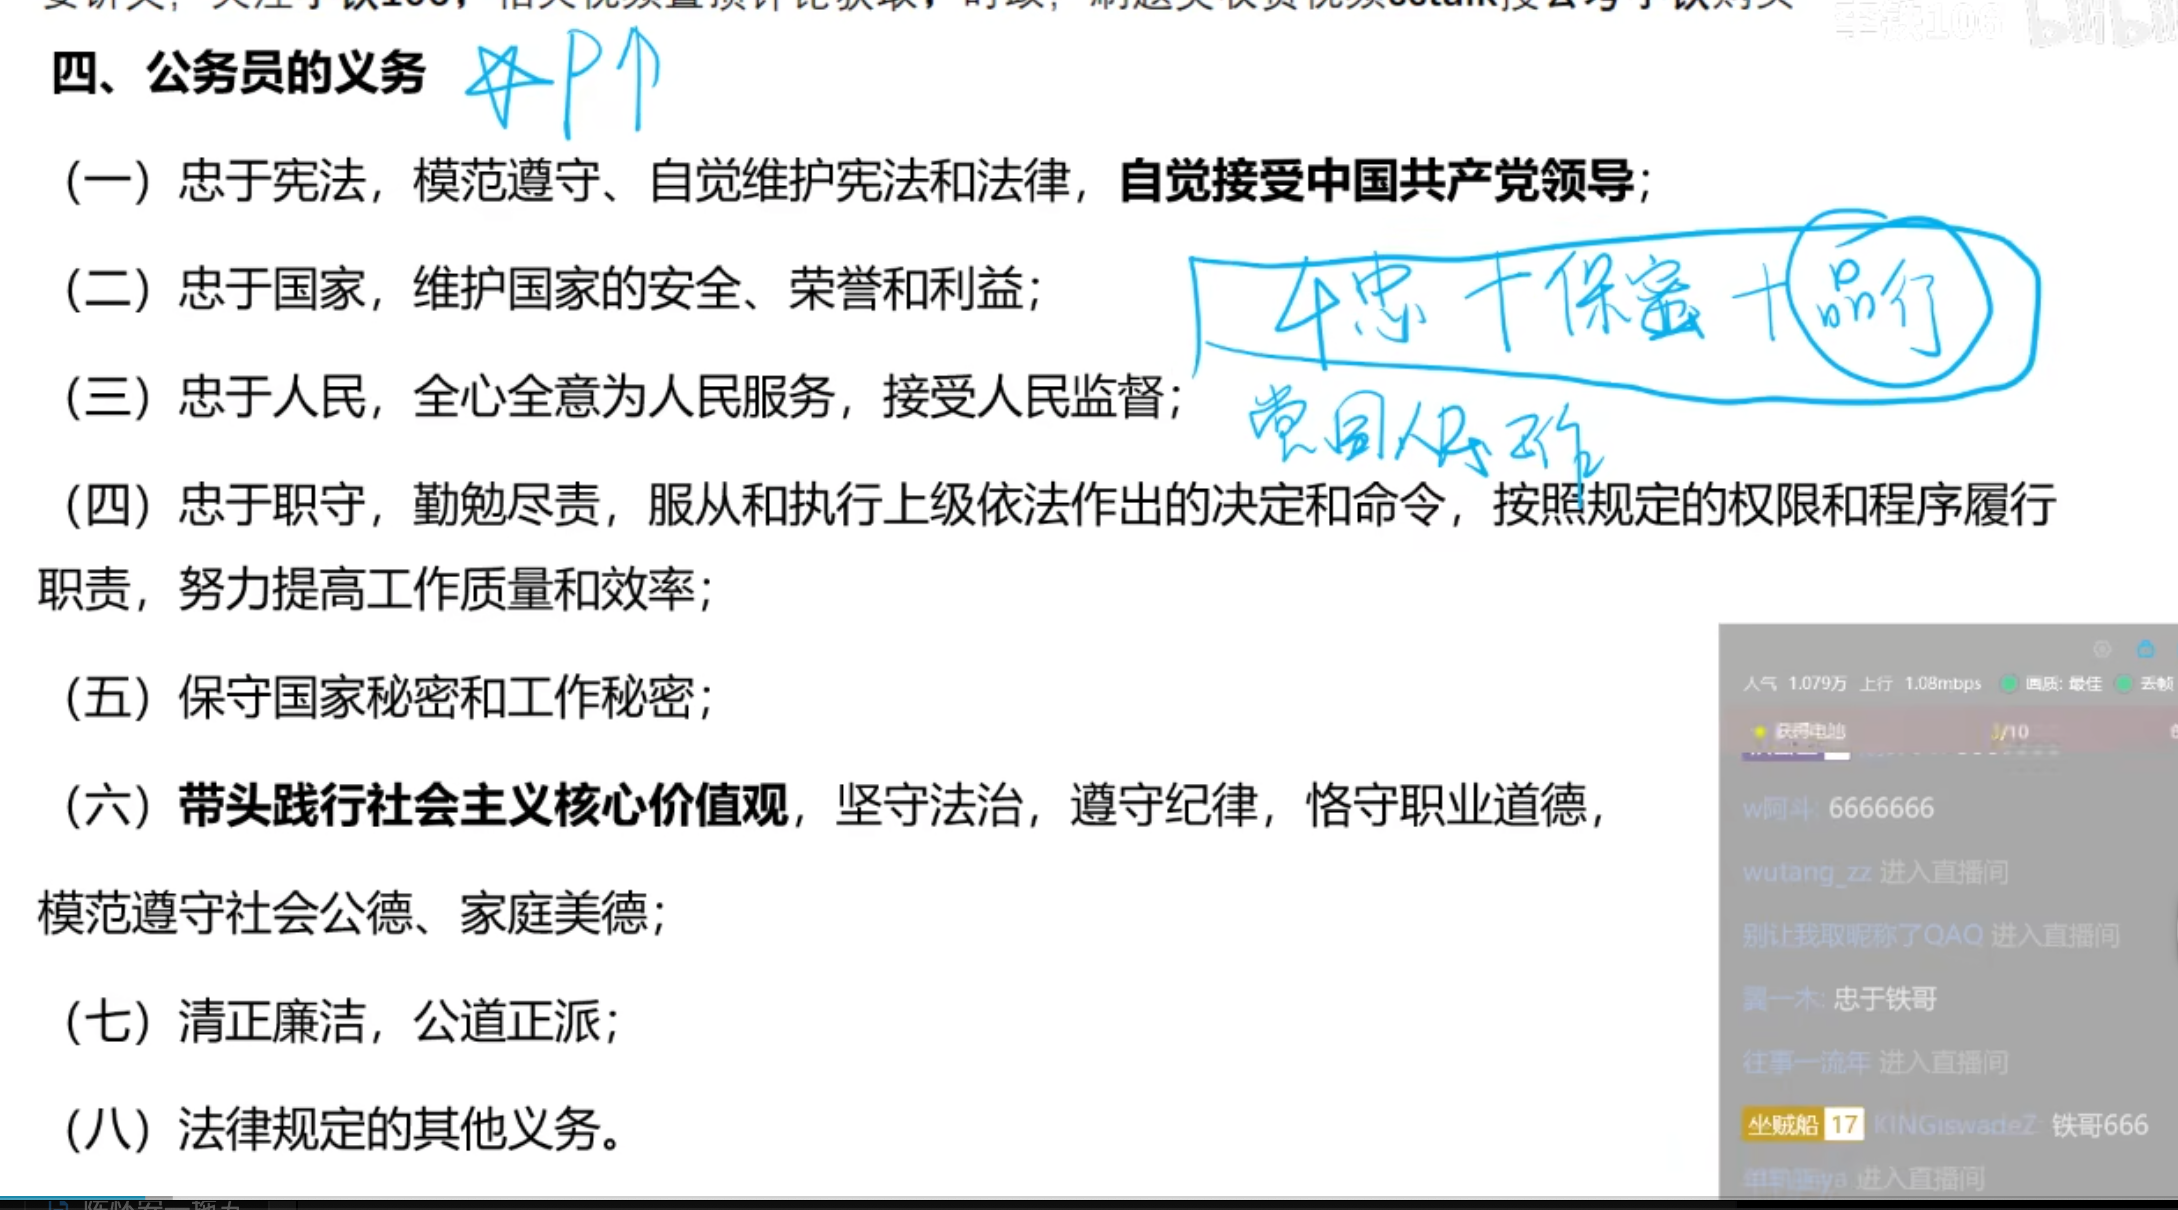 李铁106 bilibili
四、公务员的义务 ☆P↑
（一）忠于宪法，模范遵守、自觉维护宪法和法律，自觉接受中国共产党领导；
（二）忠于国家，维护国家的安全、荣誉和利益；
4忠+保密+品行
（三）忠于人民，全心全意为人民服务，接受人民监督；
党国人民
（四）忠于职守，勤勉尽责，服从和执行上级依法作出的决定和命令，按照规定的权限和程序履行
职责，努力提高工作质量和效率；
（五）保守国家秘密和工作秘密；
（六）带头践行社会主义核心价值观，坚守法治，遵守纪律，恪守职业道德，
模范遵守社会公德、家庭美德；
（七）清正廉洁，公道正派；
（八）法律规定的其他义务。
人气 1.079万 上行 1.08mbps 画质: 最佳 丢帧
获得电池 /10
w阿斗: 6666666
wutang_zz 进入直播间
别让我取昵称了QAQ 进入直播间
翼一木: 忠于铁哥
往事一流年 进入直播间
坐贼船 17 KINGiswadeZ 铁哥666
进入直播间